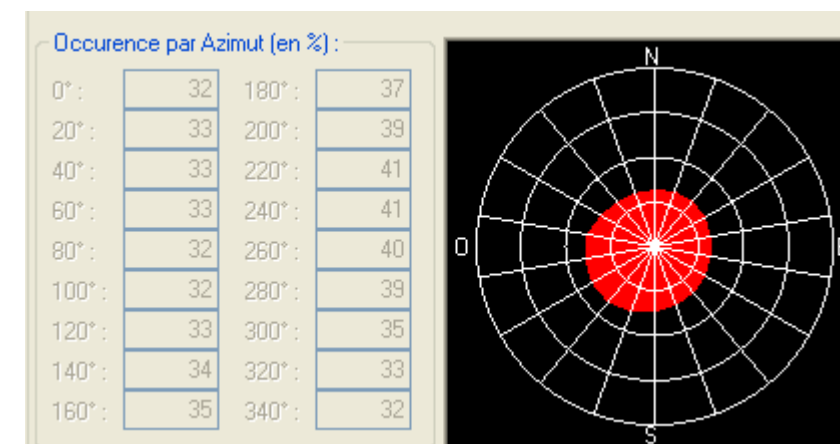 Occurence par Azimut (en %) :
0° : 32 180° : 37
20° : 33 200° : 39
40° : 33 220° : 41
60° : 33 240° : 41
80° : 32 260° : 40
100° : 32 280° : 39
120° : 33 300° : 35
140° : 34 320° : 33
160° : 35 340° : 32
N
O
S